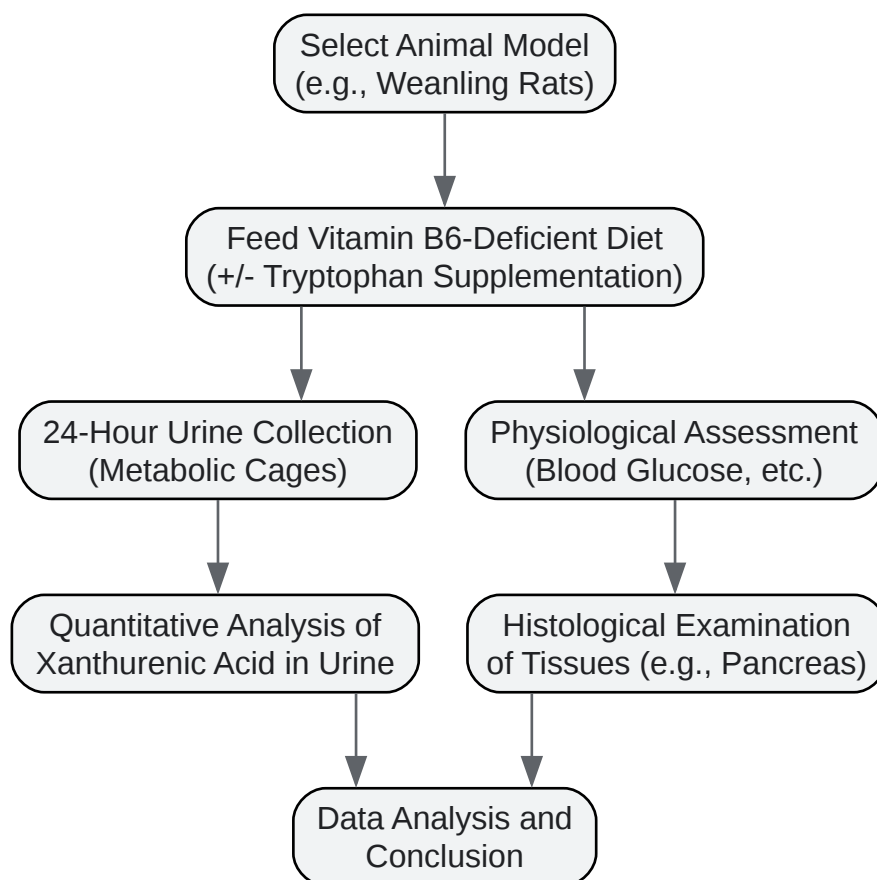 Select Animal Model
(e.g., Weanling Rats)
Feed Vitamin B6-Deficient Diet
(+/- Tryptophan Supplementation)
24-Hour Urine Collection
(Metabolic Cages)
Physiological Assessment
(Blood Glucose, etc.)
Quantitative Analysis of
Xanthurenic Acid in Urine
Histological Examination
of Tissues (e.g., Pancreas)
Data Analysis and
Conclusion